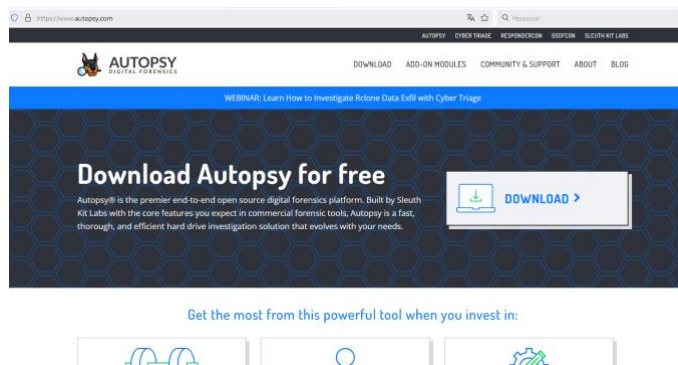 https://www.autopsy.com
Pesquisar
AUTOPSY CYBER TRIAGE RESPONDERCON OSDFCON SLEUTH KIT LABS
AUTOPSY
DIGITAL FORENSICS
DOWNLOAD ADD-ON MODULES COMMUNITY & SUPPORT ABOUT BLOG
WEBINAR: Learn How to Investigate Rclone Data Exfil with Cyber Triage
Download Autopsy for free
Autopsy® is the premier end-to-end open source digital forensics platform. Built by Sleuth
Kit Labs with the core features you expect in commercial forensic tools, Autopsy is a fast,
thorough, and efficient hard drive investigation solution that evolves with your needs.
DOWNLOAD >
Get the most from this powerful tool when you invest in: